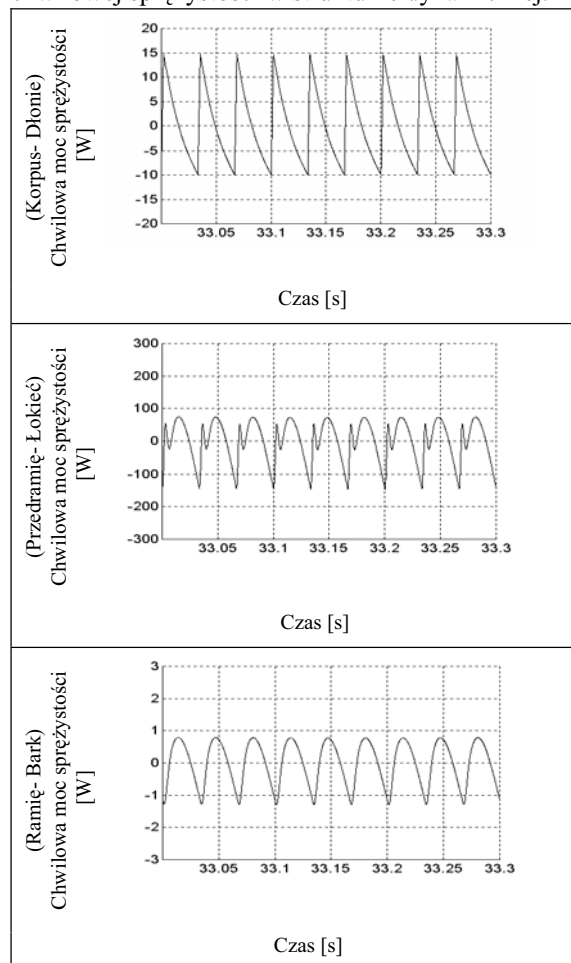 sprężystości w
(Korpus- Dłonie)
Chwilowa moc sprężystości
[W]
20
15
10
5
0
-5
-10
-15
-20
33.05 33.1 33.15 33.2 33.25 33.3
Czas [s]
(Przedramię- Łokieć)
Chwilowa moc sprężystości
[W]
300
200
100
0
-100
-200
-300
33.05 33.1 33.15 33.2 33.25 33.3
Czas [s]
(Ramię- Bark)
Chwilowa moc sprężystości
[W]
3
2
1
0
-1
-2
-3
33.05 33.1 33.15 33.2 33.25 33.3
Czas [s]